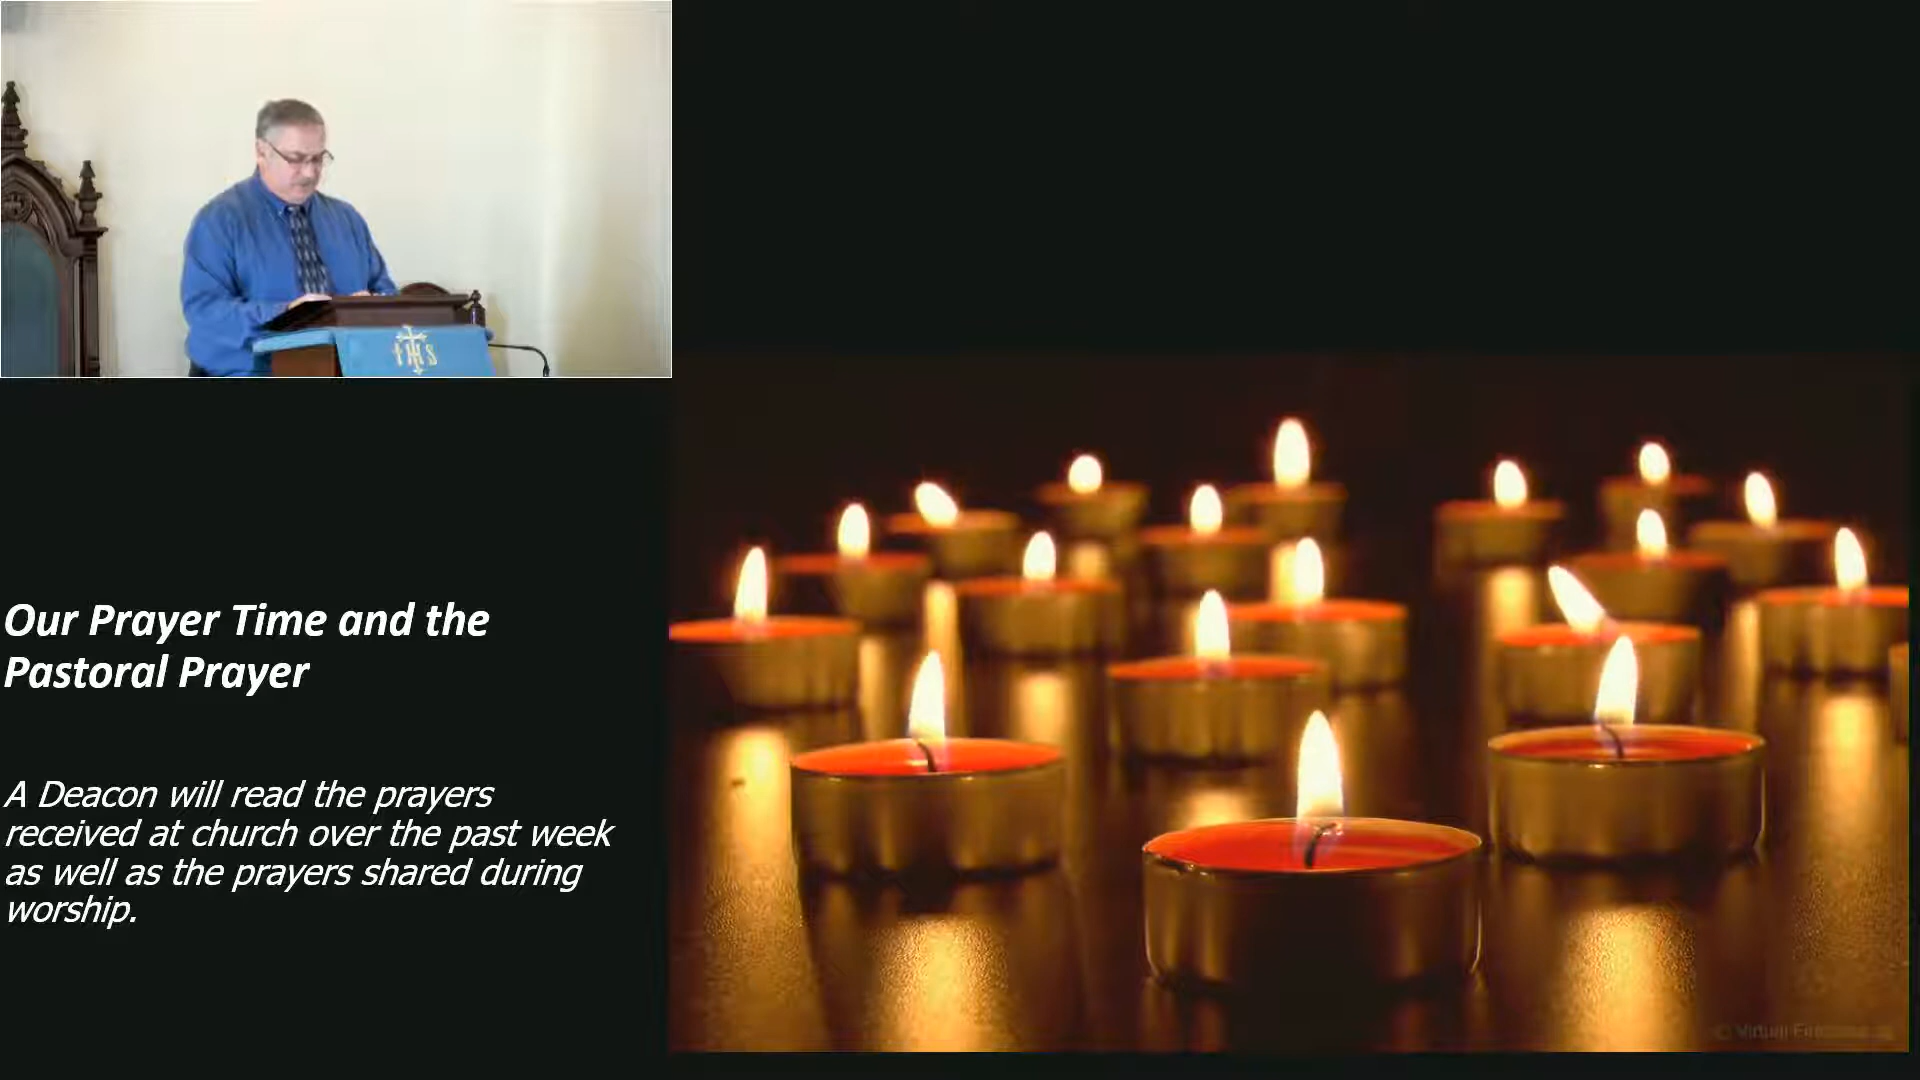 IHS
Our Prayer Time and the
Pastoral Prayer
A Deacon will read the prayers
received at church over the past week
as well as the prayers shared during
worship.